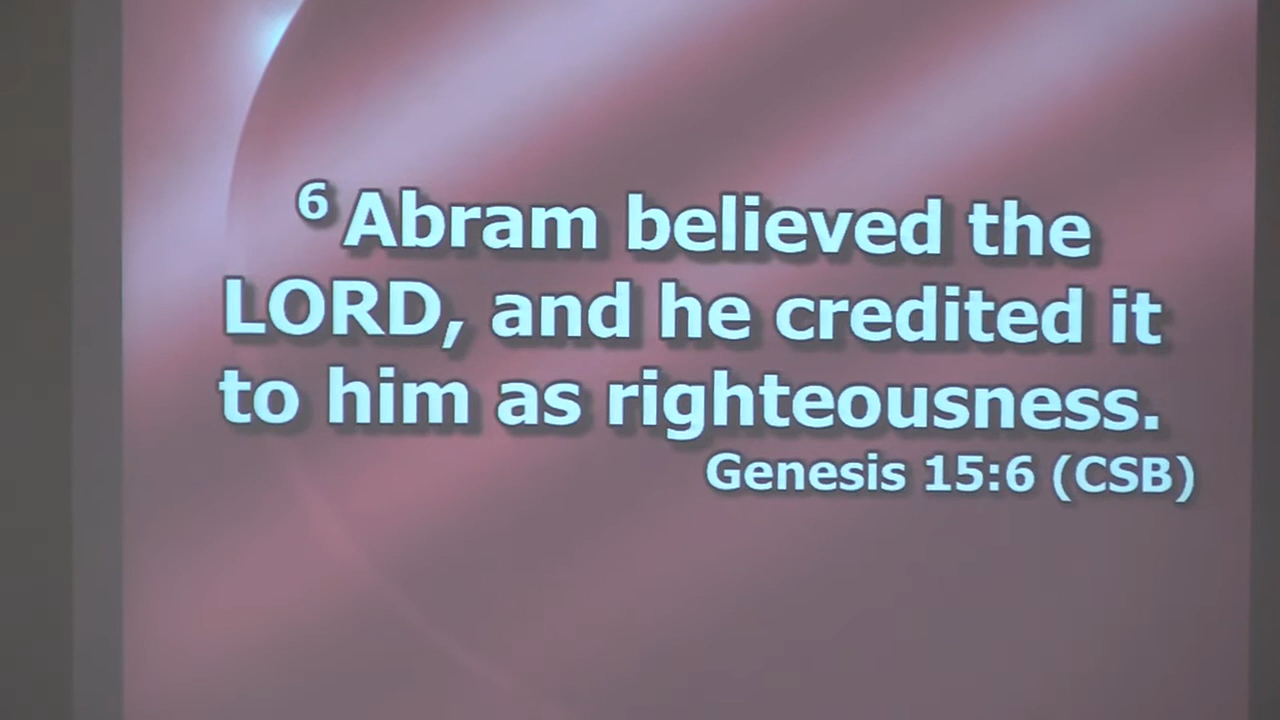 6 Abram believed the
LORD, and he credited it
to him as righteousness.
Genesis 15:6 (CSB)